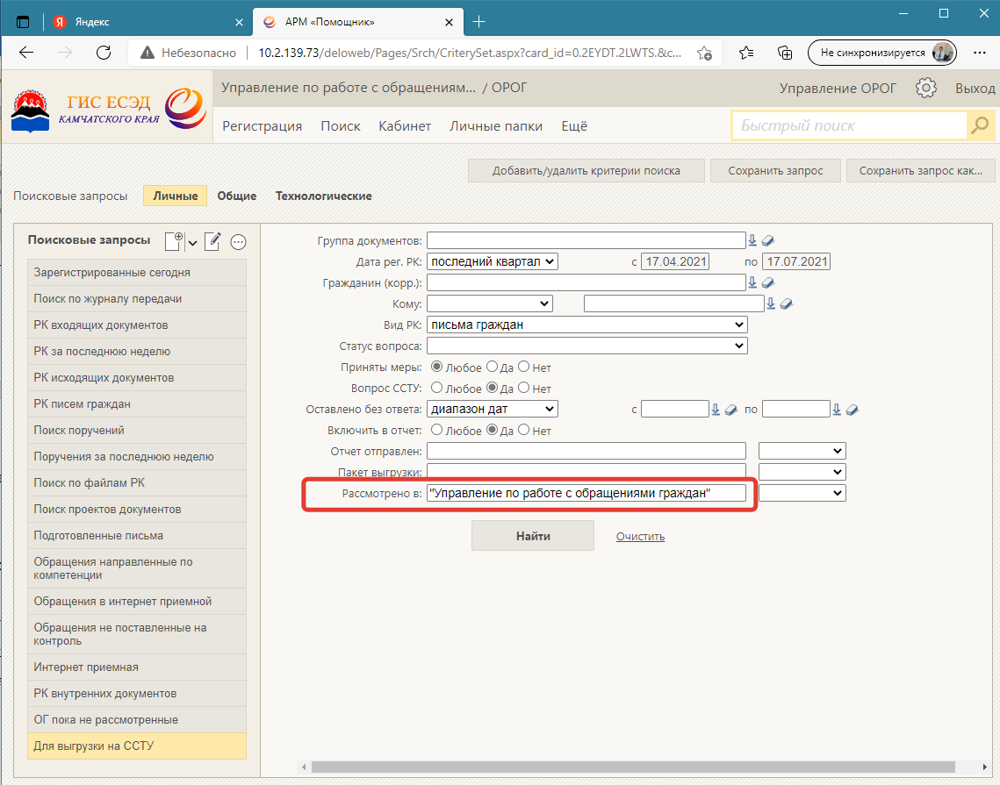 Яндекс
АРМ «Помощник»
Небезопасно
10.2.139.73/deloweb/Pages/Srch/CriterySet.aspx?card_id=0.2EYDT.2LWTS.&c...
Не синхронизируется
ГИС ЕСЭД
КАМЧАТСКОГО КРАЯ
Управление по работе с обращениям... / ОРОГ
Управление ОРОГ
Выход
Регистрация
Поиск
Кабинет
Личные папки
Ещё
Быстрый поиск
Добавить/удалить критерии поиска
Сохранить запрос
Сохранить запрос как...
Поисковые запросы
Личные
Общие
Технологические
Поисковые запросы
Зарегистрированные сегодня
Поиск по журналу передачи
РК входящих документов
РК за последнюю неделю
РК исходящих документов
РК писем граждан
Поиск поручений
Поручения за последнюю неделю
Поиск по файлам РК
Поиск проектов документов
Подготовленные письма
Обращения направленные по
компетенции
Обращения в интернет приемной
Обращения не поставленные на
контроль
Интернет приемная
РК внутренних документов
ОГ пока не рассмотренные
Для выгрузки на ССТУ
Группа документов:
Дата рег. РК: последний квартал с 17.04.2021 по 17.07.2021
Гражданин (корр.):
Кому:
Вид РК: письма граждан
Статус вопроса:
Приняты меры: Любое Да Нет
Вопрос ССТУ: Любое Да Нет
Оставлено без ответа: диапазон дат с по
Включить в отчет: Любое Да Нет
Отчет отправлен:
Пакет выгрузки:
Рассмотрено в: "Управление по работе с обращениями граждан"
Найти
Очистить